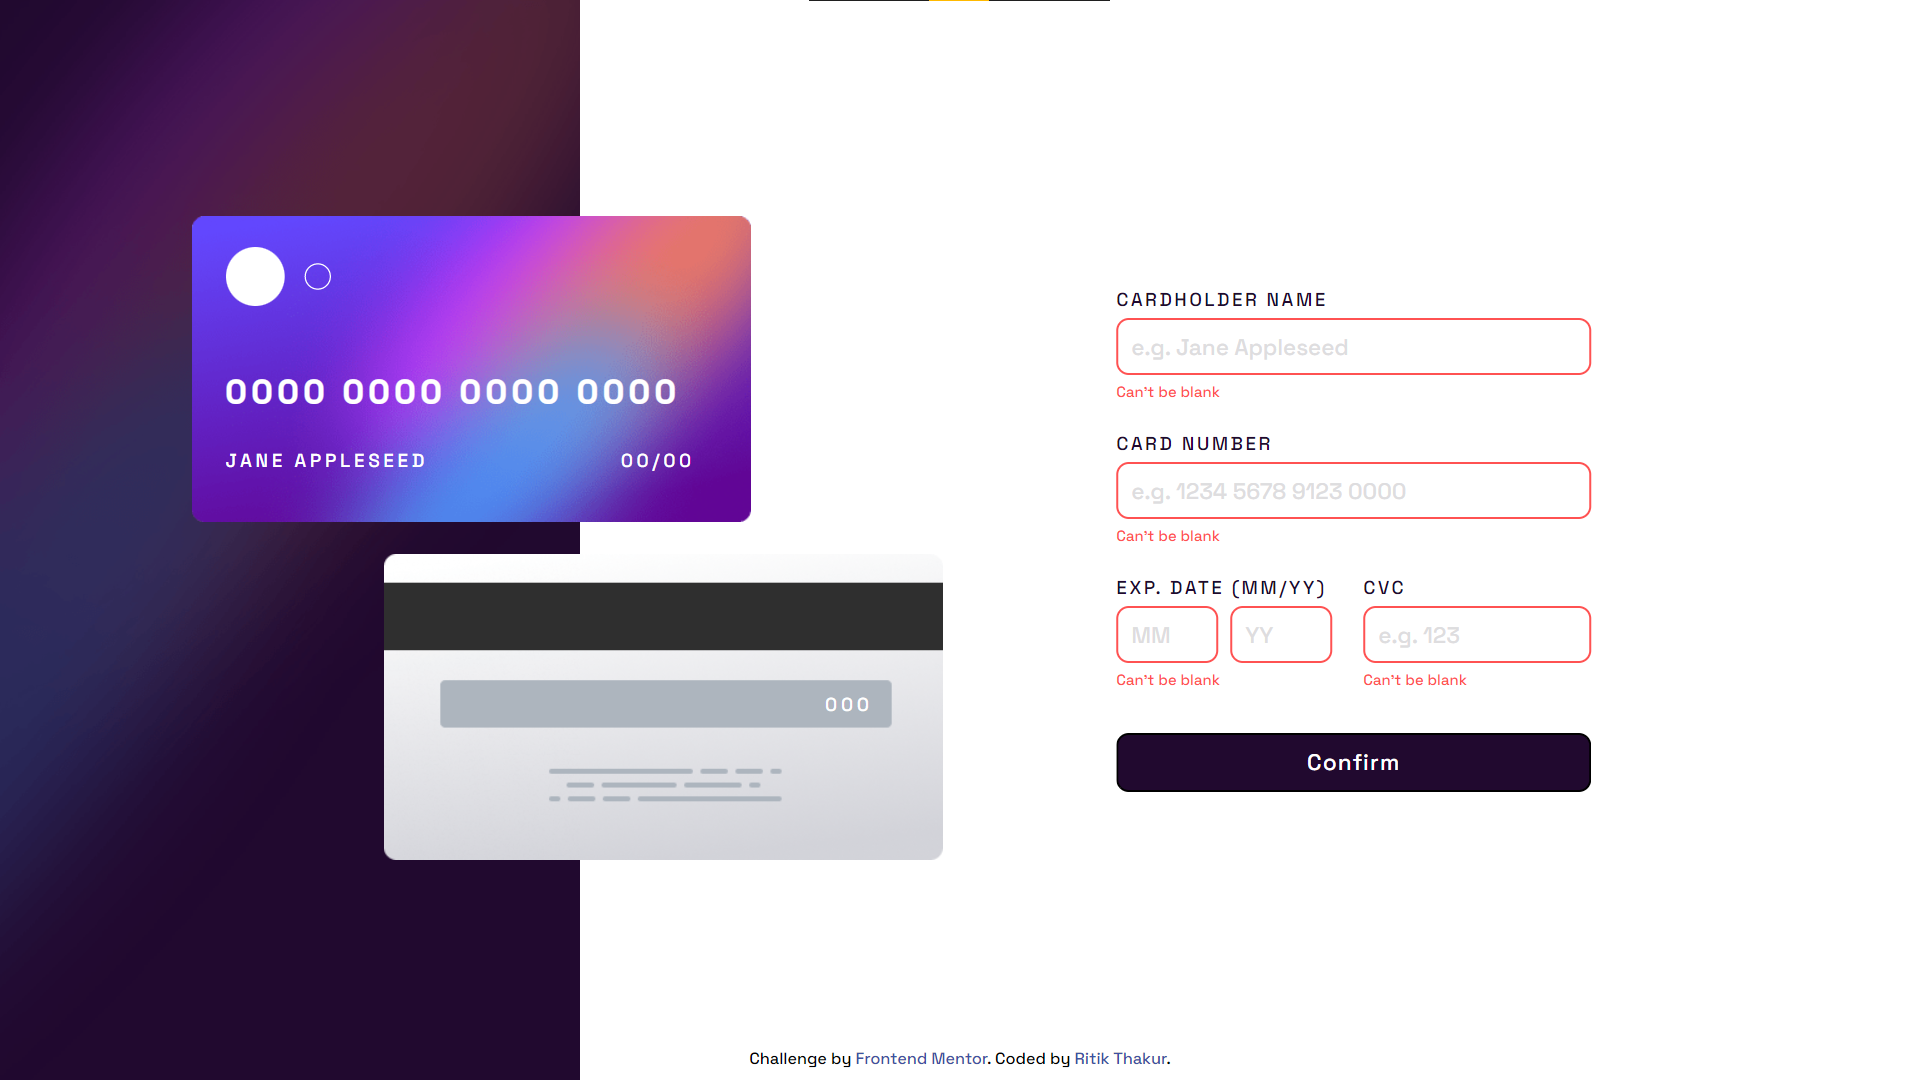 0000 0000 0000 0000
JANE APPLESEED 00/00
000
CARDHOLDER NAME
e.g. Jane Appleseed
Can't be blank
CARD NUMBER
e.g. 1234 5678 9123 0000
Can't be blank
EXP. DATE (MM/YY) CVC
MM YY e.g. 123
Can't be blank Can't be blank
Confirm
Challenge by Frontend Mentor. Coded by Ritik Thakur.